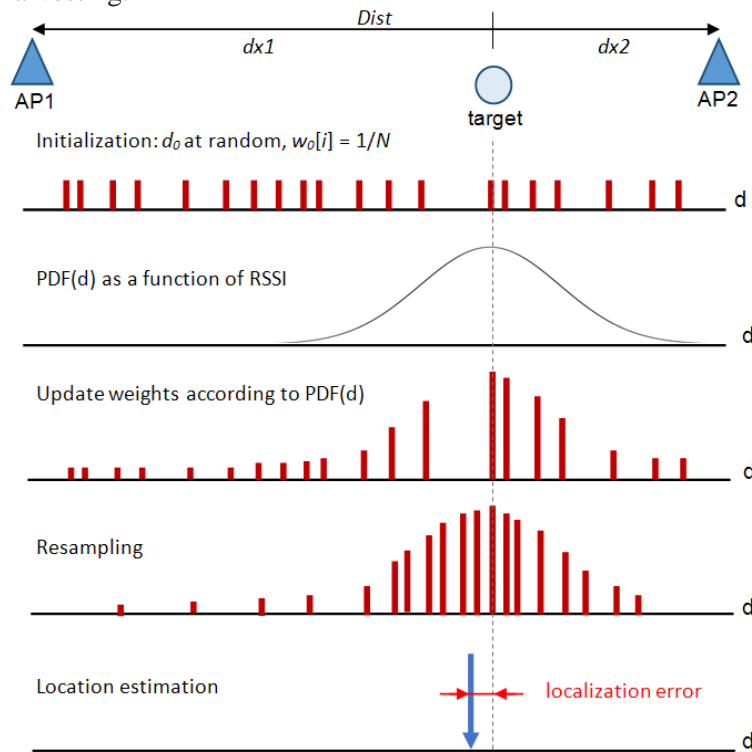 Dist
dx1 dx2
AP1 AP2
target
Initialization: d₀ at random, w₀[i] = 1/N
d
PDF(d) as a function of RSSI
d
Update weights according to PDF(d)
d
Resampling
d
Location estimation localization error
d